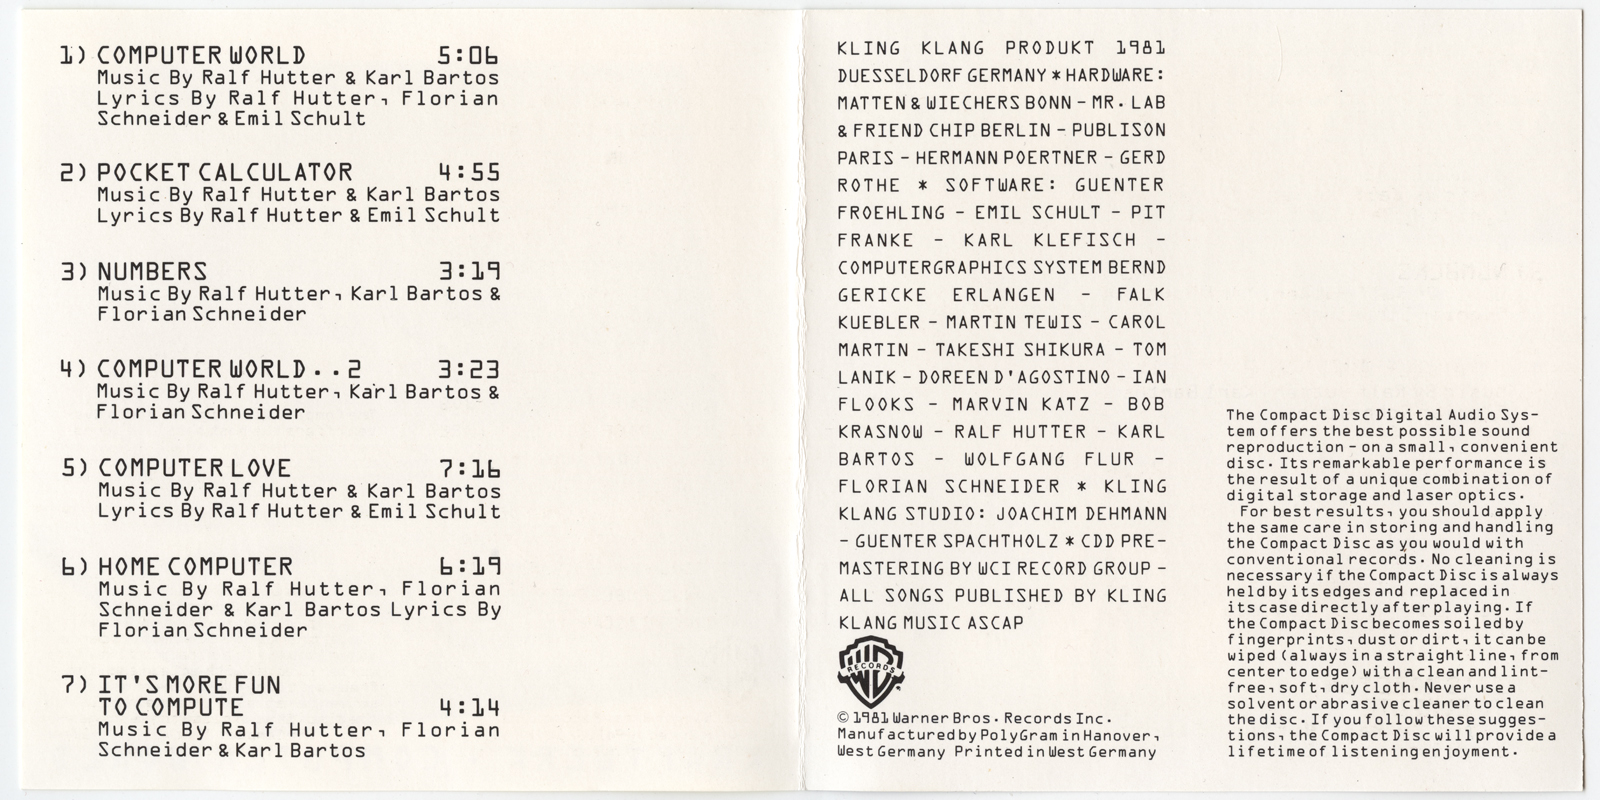 1) COMPUTER WORLD 5:06
Music By Ralf Hutter & Karl Bartos
Lyrics By Ralf Hutter, Florian
Schneider & Emil Schult
2) POCKET CALCULATOR 4:55
Music By Ralf Hutter & Karl Bartos
Lyrics By Ralf Hutter & Emil Schult
3) NUMBERS 3:19
Music By Ralf Hutter, Karl Bartos &
Florian Schneider
4) COMPUTER WORLD..2 3:23
Music By Ralf Hutter, Karl Bartos &
Florian Schneider
5) COMPUTER LOVE 7:16
Music By Ralf Hutter & Karl Bartos
Lyrics By Ralf Hutter & Emil Schult
6) HOME COMPUTER 6:19
Music By Ralf Hutter, Florian
Schneider & Karl Bartos Lyrics By
Florian Schneider
7) IT'S MORE FUN
TO COMPUTE 4:14
Music By Ralf Hutter, Florian
Schneider & Karl Bartos
KLING KLANG PRODUKT 1981
DUESSELDORF GERMANY * HARDWARE:
MATTEN & WIECHERS BONN - MR. LAB
& FRIEND CHIP BERLIN - PUBLISON
PARIS - HERMANN POERTNER - GERD
ROTHE * SOFTWARE: GUENTER
FROEHLING - EMIL SCHULT - PIT
FRANKE - KARL KLEFISCH -
COMPUTERGRAPHICS SYSTEM BERND
GERICKE ERLANGEN - FALK
KUEBLER - MARTIN TEWIS - CAROL
MARTIN - TAKESHI SHIKURA - TOM
LANIK - DOREEN D'AGOSTINO - IAN
FLOOKS - MARVIN KATZ - BOB
KRASNOW - RALF HUTTER - KARL
BARTOS - WOLFGANG FLUR -
FLORIAN SCHNEIDER * KLING
KLANG STUDIO: JOACHIM DEHMANN
- GUENTER SPACHTHOLZ * CDD PRE-
MASTERING BY WCI RECORD GROUP -
ALL SONGS PUBLISHED BY KLING
KLANG MUSIC ASCAP
RECORDS
© 1981 Warner Bros. Records Inc.
Manufactured by PolyGram in Hanover,
West Germany Printed in West Germany
The Compact Disc Digital Audio Sys-
tem offers the best possible sound
reproduction - on a small, convenient
disc. Its remarkable performance is
the result of a unique combination of
digital storage and laser optics.
For best results, you should apply
the same care in storing and handling
the Compact Disc as you would with
conventional records. No cleaning is
necessary if the Compact Disc is always
held by its edges and replaced in
its case directly after playing. If
the Compact Disc becomes soiled by
fingerprints, dust or dirt, it can be
wiped (always in a straight line, from
center to edge) with a clean and lint-
free, soft, dry cloth. Never use a
solvent or abrasive cleaner to clean
the disc. If you follow these sugges-
tions, the Compact Disc will provide a
lifetime of listening enjoyment.